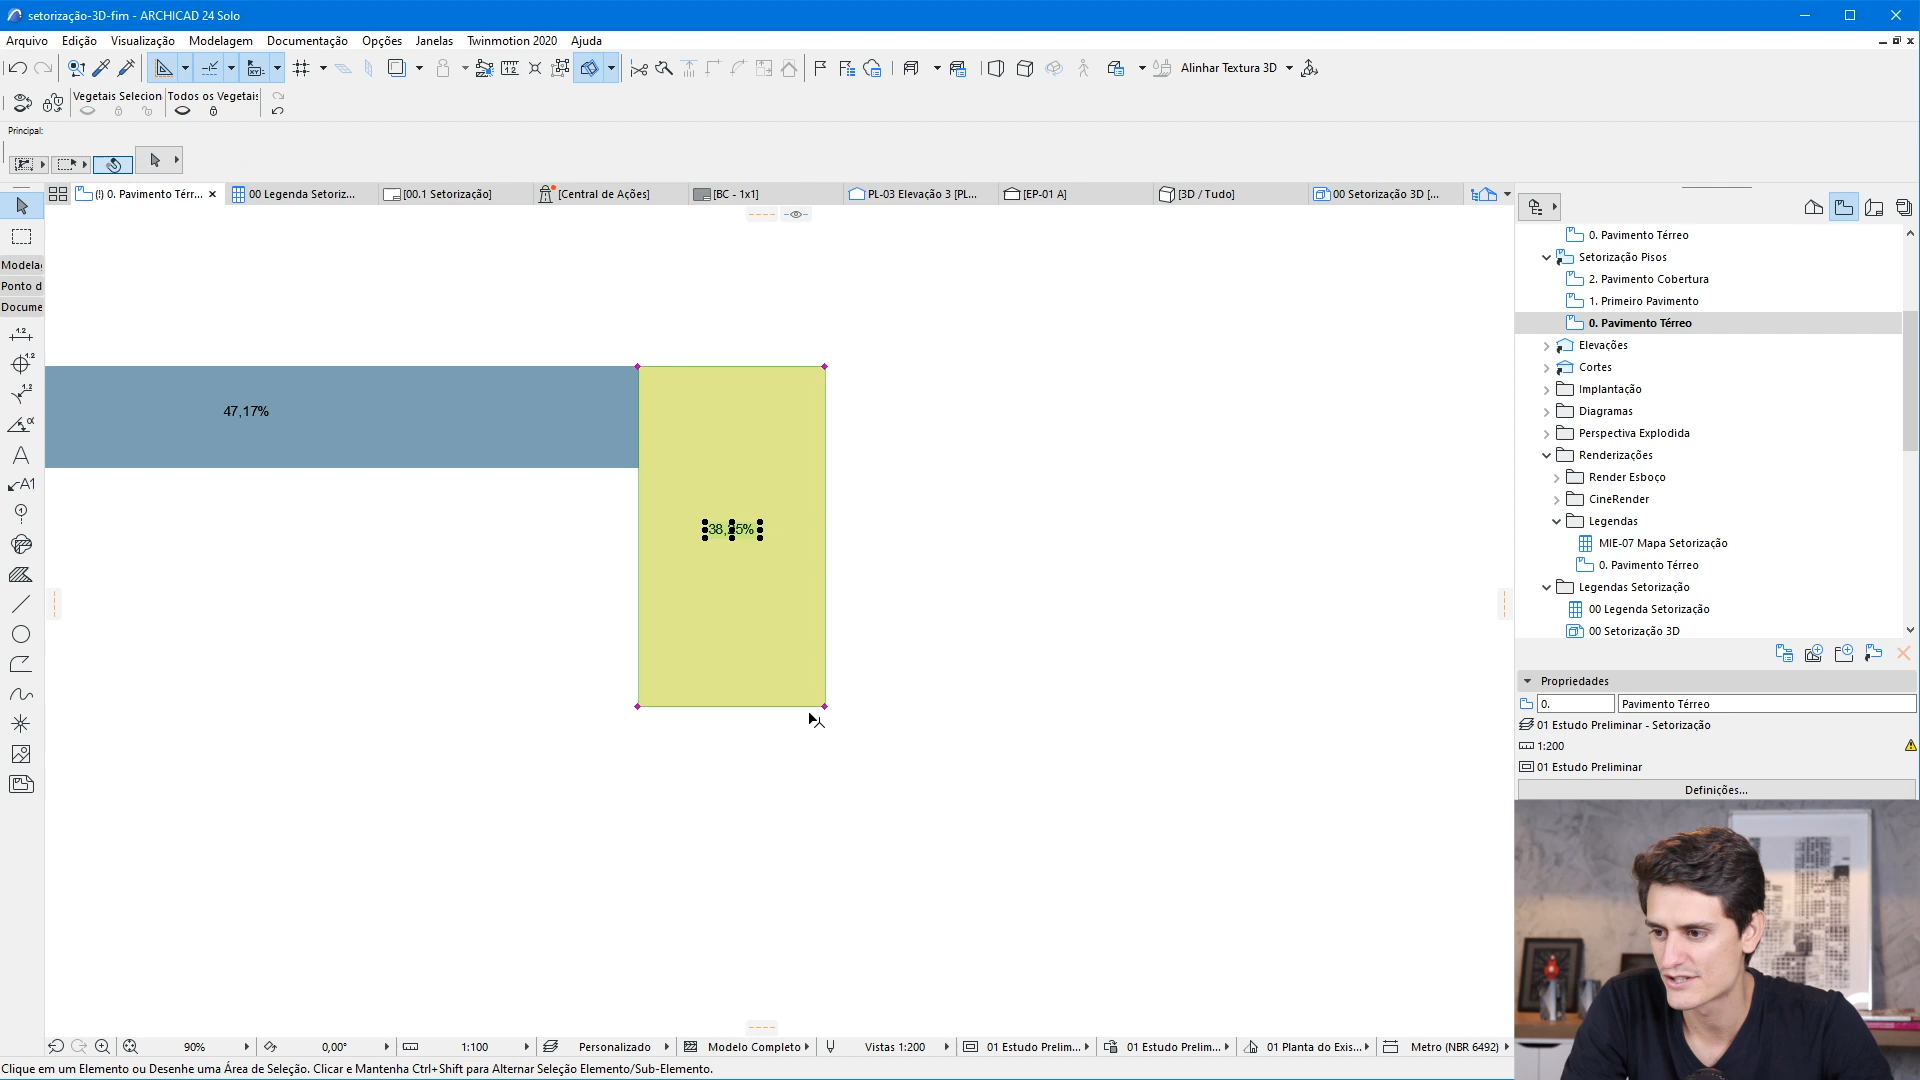 setorização-3D-fim - ARCHICAD 24 Solo
Arquivo Edição Visualização Modelagem Documentação Opções Janelas Twinmotion 2020 Ajuda
Alinhar Textura 3D
Vegetais Selecion Todos os Vegetais
Principal:
(!) 0. Pavimento Térr... 00 Legenda Setoriz... [00.1 Setorização] [Central de Ações] [BC - 1x1] PL-03 Elevação 3 [PL... [EP-01 A] [3D / Tudo] 00 Setorização 3D [...
Modela
Ponto d
Docume
47,17%
0. Pavimento Térreo
Setorização Pisos
2. Pavimento Cobertura
1. Primeiro Pavimento
0. Pavimento Térreo
Elevações
Cortes
Implantação
Diagramas
Perspectiva Explodida
Renderizações
Render Esboço
CineRender
Legendas
MIE-07 Mapa Setorização
0. Pavimento Térreo
Legendas Setorização
00 Legenda Setorização
00 Setorização 3D
Propriedades
0. Pavimento Térreo
01 Estudo Preliminar - Setorização
1:200
01 Estudo Preliminar
Definições...
90% 0,00° 1:100 Personalizado Modelo Completo Vistas 1:200 01 Estudo Prelim... 01 Estudo Prelim... 01 Planta do Exis... Metro (NBR 6492)
Clique em um Elemento ou Desenhe uma Área de Seleção. Clicar e Mantenha Ctrl+Shift para Alternar Seleção Elemento/Sub-Elemento.